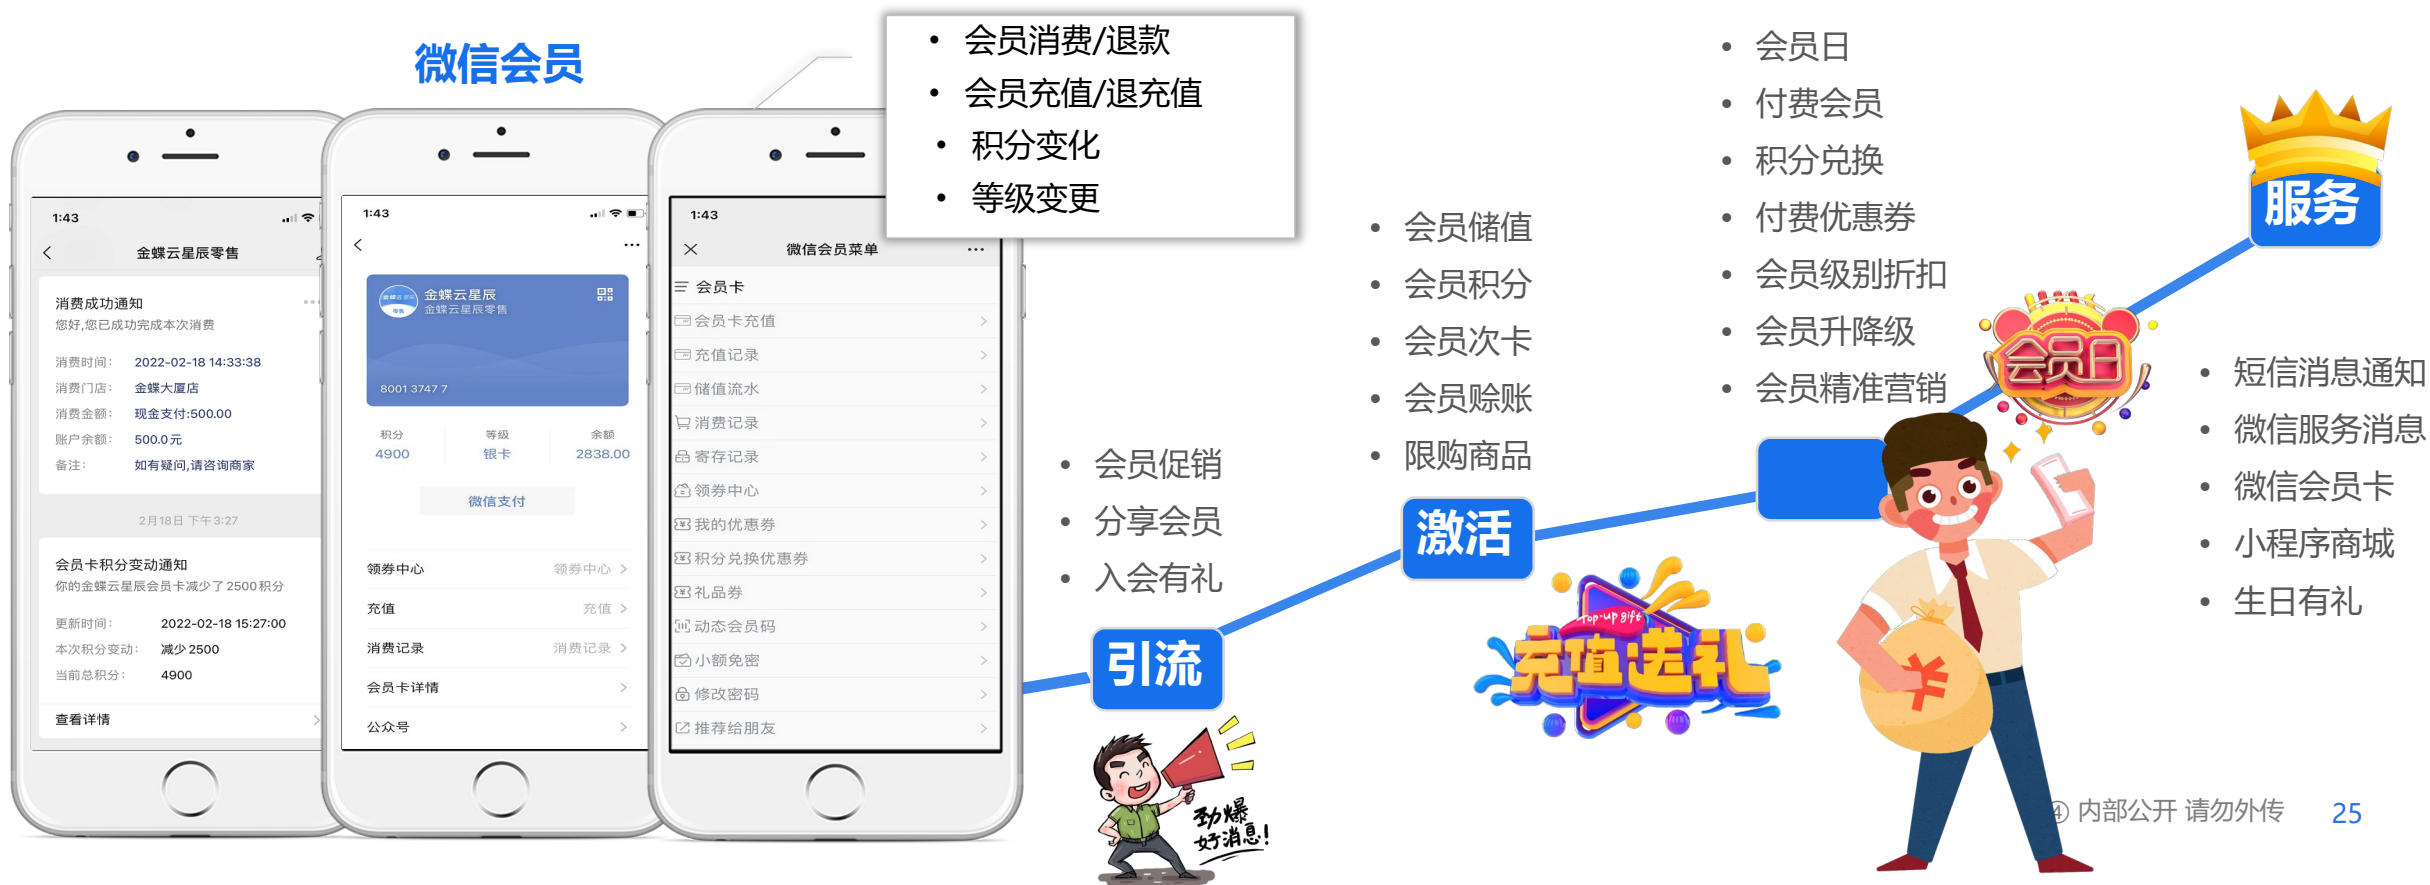 微信会员
• 会员消费/退款
• 会员充值/退充值
• 积分变化
• 等级变更
1:43
金蝶云星辰零售
消费成功通知
您好,您已成功完成本次消费
消费时间: 2022-02-18 14:33:38
消费门店: 金蝶大厦店
消费金额: 现金支付:500.00
账户余额: 500.0元
备注: 如有疑问,请咨询商家
2月18日 下午3:27
会员卡积分变动通知
你的金蝶云星辰会员卡减少了2500积分
更新时间: 2022-02-18 15:27:00
本次积分变动: 减少2500
当前总积分: 4900
查看详情
1:43
金蝶云星辰
金蝶云星辰零售
8001 3747 7
积分 等级 余额
4900 银卡 2838.00
微信支付
领券中心 领券中心
充值 充值
消费记录 消费记录
会员卡详情
公众号
1:43
微信会员菜单
会员卡
会员卡充值
充值记录
储值流水
消费记录
寄存记录
领券中心
我的优惠券
积分兑换优惠券
礼品券
动态会员码
小额免密
修改密码
推荐给朋友
• 会员促销
• 分享会员
• 入会有礼
引流
劲爆
好消息!
• 会员储值
• 会员积分
• 会员次卡
• 会员赊账
• 限购商品
激活
Top-up gift
充值送礼
• 会员日
• 付费会员
• 积分兑换
• 付费优惠券
• 会员级别折扣
• 会员升降级
• 会员精准营销
会员日
服务
• 短信消息通知
• 微信服务消息
• 微信会员卡
• 小程序商城
• 生日有礼
内部公开 请勿外传
25